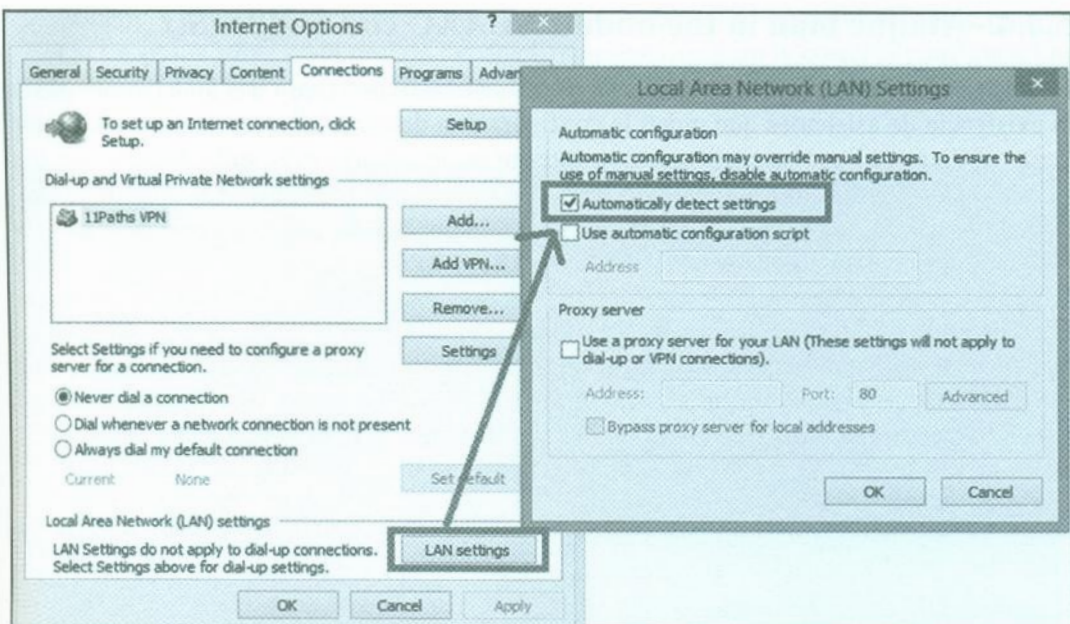 Internet Options
?
x
General Security Privacy Content Connections Programs Advan
To set up an Internet connection, click
Setup.
Setup
Dial-up and Virtual Private Network settings
11Paths VPN
Add...
Add VPN...
Remove...
Select Settings if you need to configure a proxy
server for a connection.
Settings
Never dial a connection
Dial whenever a network connection is not present
Always dial my default connection
Current None
Set default
Local Area Network (LAN) settings
LAN Settings do not apply to dial-up connections.
Select Settings above for dial-up settings.
LAN settings
OK Cancel Apply
Local Area Network (LAN) Settings
x
Automatic configuration
Automatic configuration may override manual settings. To ensure the
use of manual settings, disable automatic configuration.
Automatically detect settings
Use automatic configuration script
Address
Proxy server
Use a proxy server for your LAN (These settings will not apply to
dial-up or VPN connections).
Address: Port: 80 Advanced
Bypass proxy server for local addresses
OK Cancel